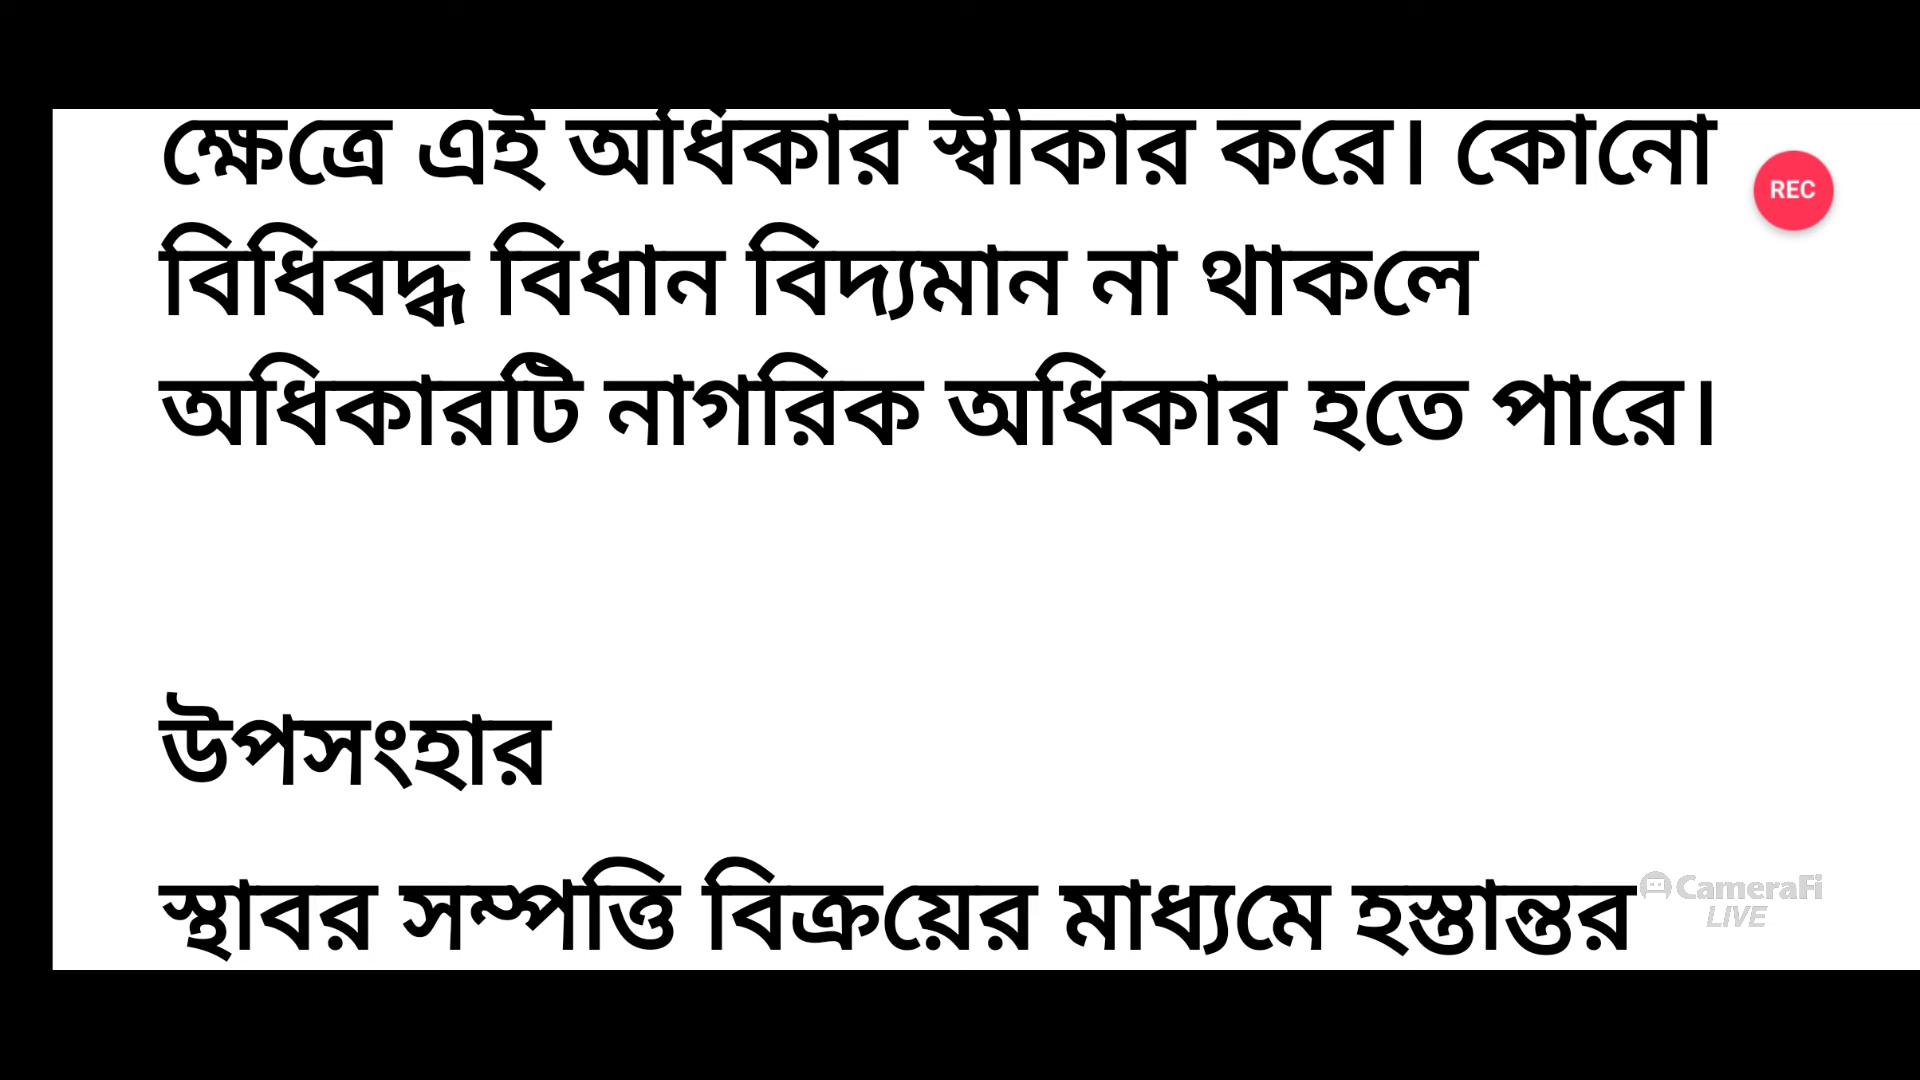 ক্ষেত্রে এই অধিকার স্বীকার করে। কোনো
REC
বিধিবদ্ধ বিধান বিদ্যমান না থাকলে
অধিকারটি নাগরিক অধিকার হতে পারে।
উপসংহার
স্থাবর সম্পত্তি বিক্রয়ের মাধ্যমে হস্তান্তর
CameraFi
LIVE